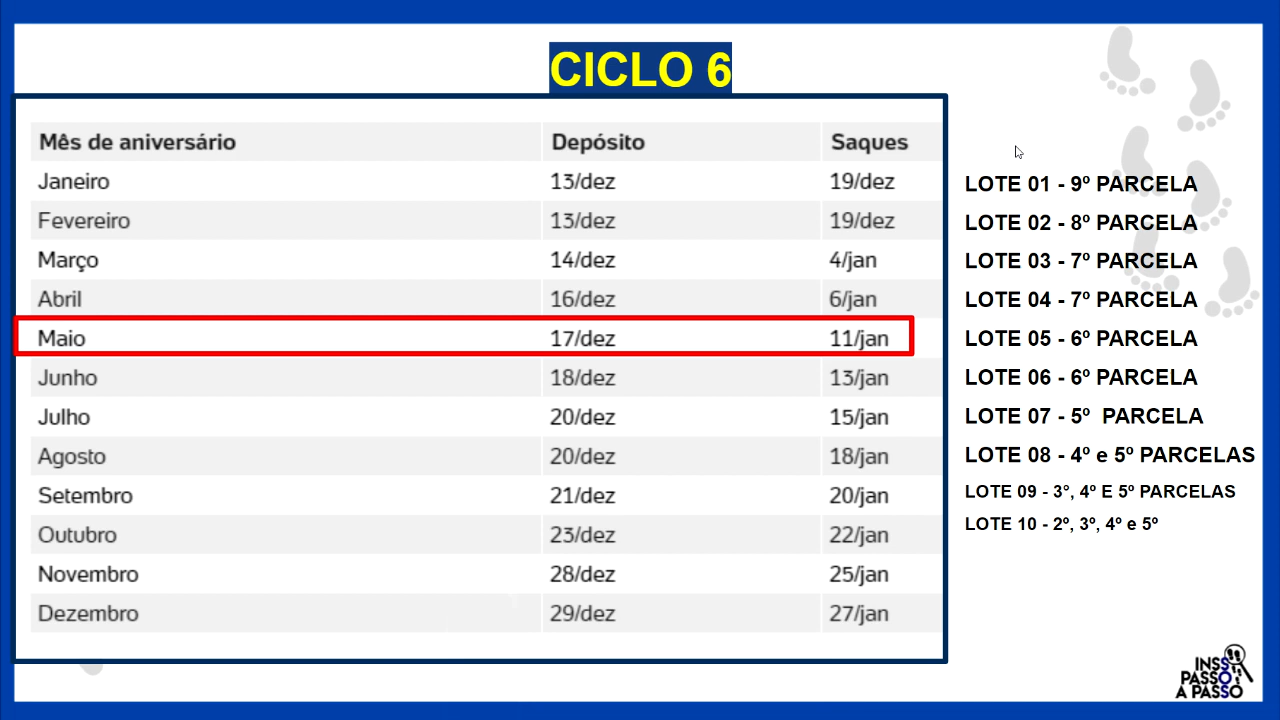 CICLO 6
Mês de aniversário Depósito Saques
Janeiro 13/dez 19/dez
Fevereiro 13/dez 19/dez
Março 14/dez 4/jan
Abril 16/dez 6/jan
Maio 17/dez 11/jan
Junho 18/dez 13/jan
Julho 20/dez 15/jan
Agosto 20/dez 18/jan
Setembro 21/dez 20/jan
Outubro 23/dez 22/jan
Novembro 28/dez 25/jan
Dezembro 29/dez 27/jan
LOTE 01 - 9º PARCELA
LOTE 02 - 8º PARCELA
LOTE 03 - 7º PARCELA
LOTE 04 - 7º PARCELA
LOTE 05 - 6º PARCELA
LOTE 06 - 6º PARCELA
LOTE 07 - 5º PARCELA
LOTE 08 - 4º e 5º PARCELAS
LOTE 09 - 3°, 4º E 5º PARCELAS
LOTE 10 - 2º, 3º, 4º e 5º
INSS
PASSO
A PASSO